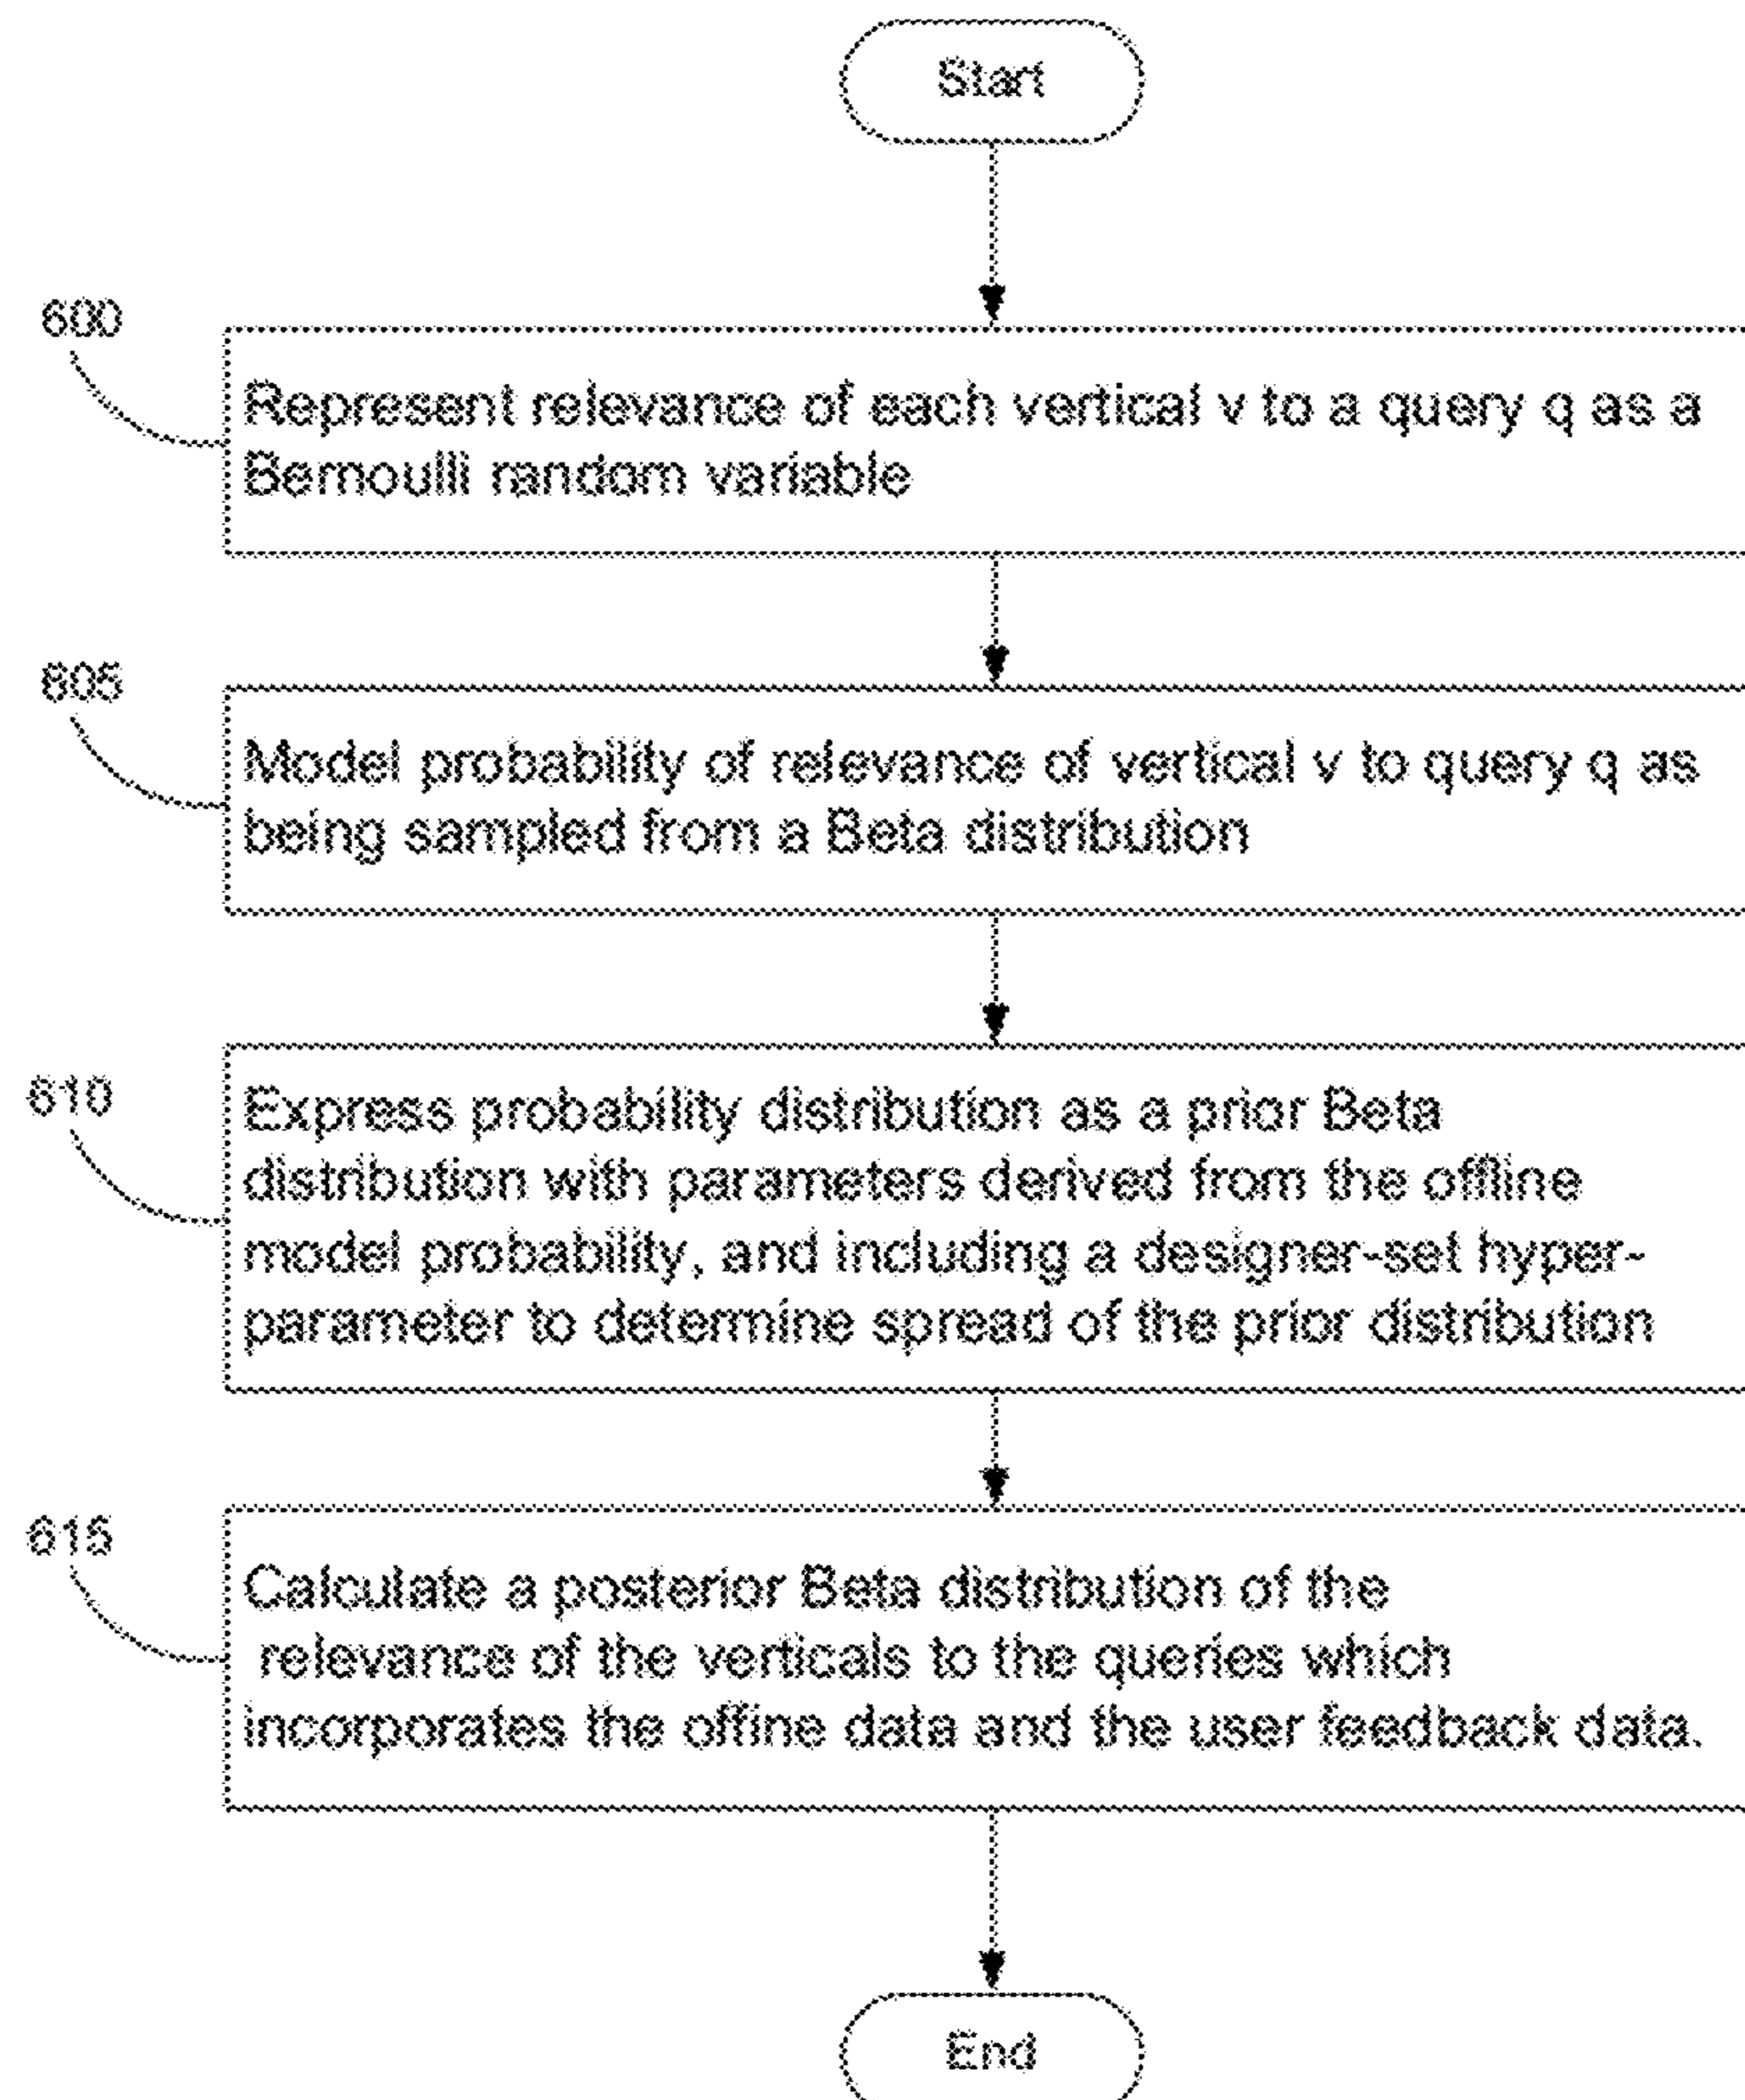 Start
600
Represent relevance of each vertical v to a query q as a
Bernoulli random variable
605
Model probability of relevance of vertical v to query q as
being sampled from a Beta distribution
610
Express probability distribution as a prior Beta
distribution with parameters derived from the offline
model probability, and including a designer-set hyper-
parameter to determine spread of the prior distribution
615
Calculate a posterior Beta distribution of the
relevance of the verticals to the queries which
incorporates the offine data and the user feedback data.
End